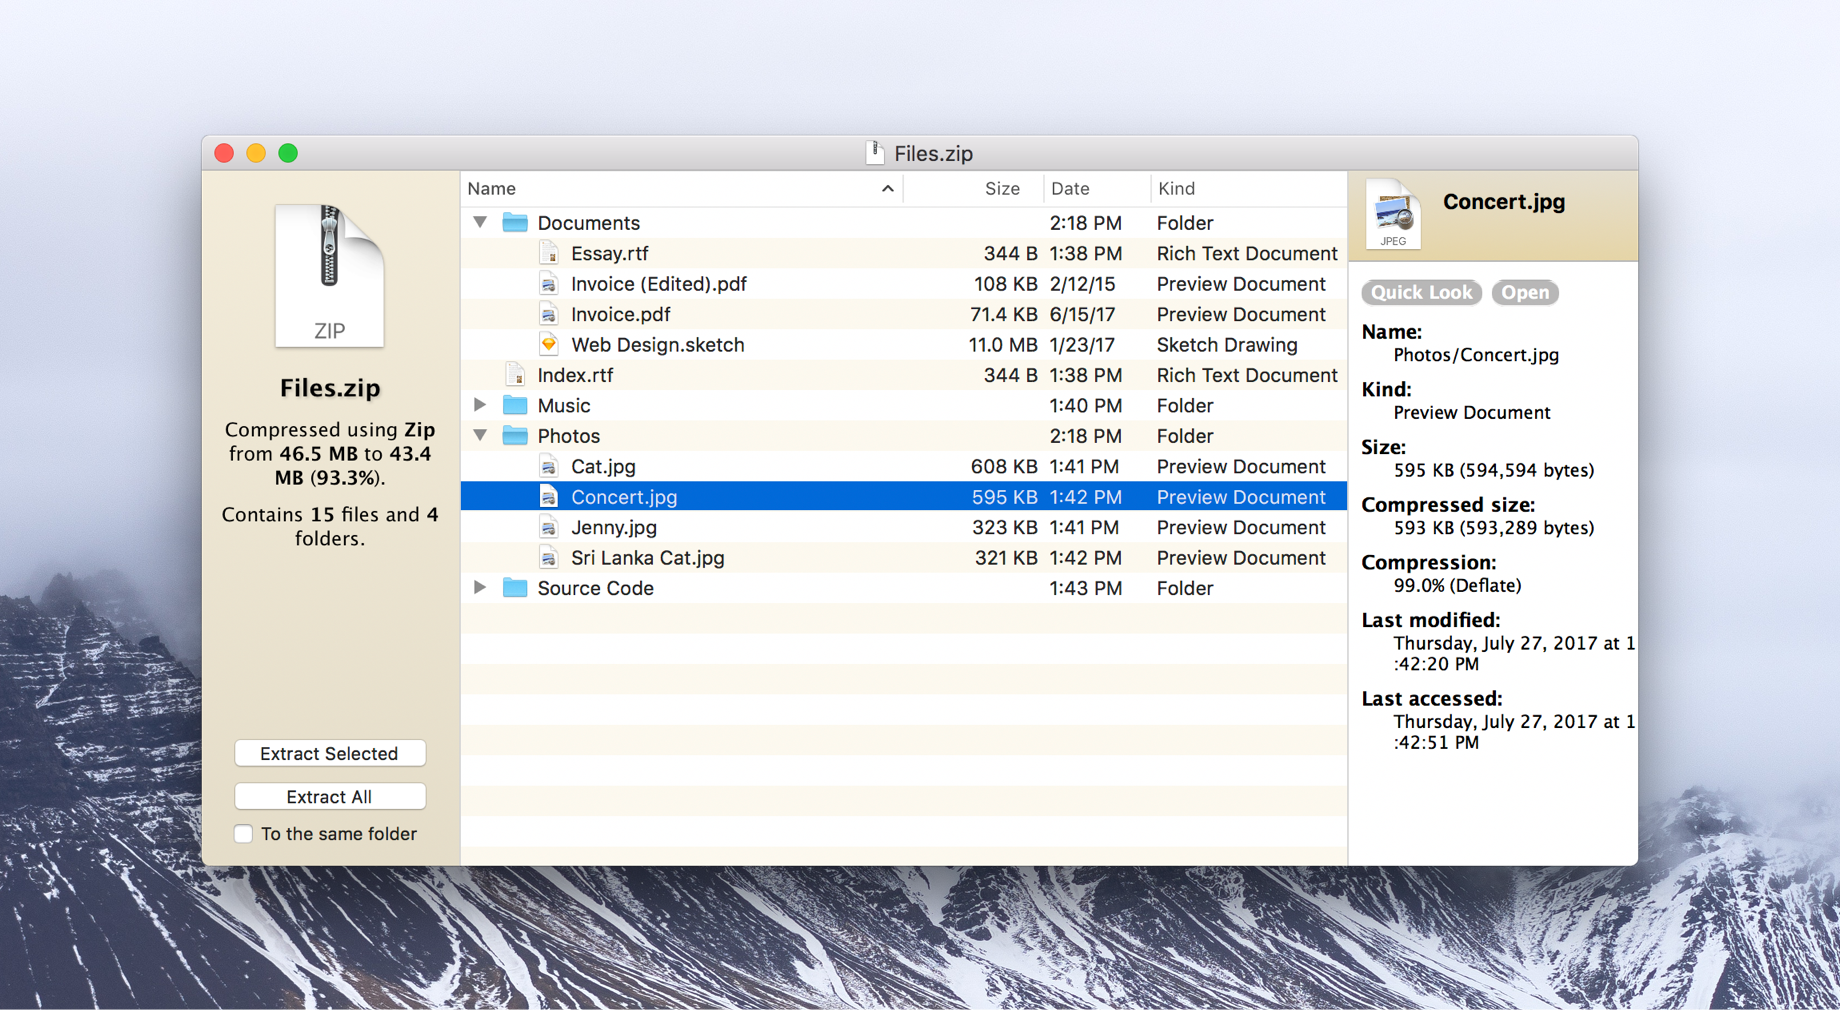 Files.zip
ZIP
Files.zip
Compressed using Zip
from 46.5 MB to 43.4
MB (93.3%).
Contains 15 files and 4
folders.
Extract Selected
Extract All
To the same folder
Name Size Date Kind
Documents 2:18 PM Folder
Essay.rtf 344 B 1:38 PM Rich Text Document
Invoice (Edited).pdf 108 KB 2/12/15 Preview Document
Invoice.pdf 71.4 KB 6/15/17 Preview Document
Web Design.sketch 11.0 MB 1/23/17 Sketch Drawing
Index.rtf 344 B 1:38 PM Rich Text Document
Music 1:40 PM Folder
Photos 2:18 PM Folder
Cat.jpg 608 KB 1:41 PM Preview Document
Concert.jpg 595 KB 1:42 PM Preview Document
Jenny.jpg 323 KB 1:41 PM Preview Document
Sri Lanka Cat.jpg 321 KB 1:42 PM Preview Document
Source Code 1:43 PM Folder
JPEG
Concert.jpg
Quick Look Open
Name:
Photos/Concert.jpg
Kind:
Preview Document
Size:
595 KB (594,594 bytes)
Compressed size:
593 KB (593,289 bytes)
Compression:
99.0% (Deflate)
Last modified:
Thursday, July 27, 2017 at 1
:42:20 PM
Last accessed:
Thursday, July 27, 2017 at 1
:42:51 PM